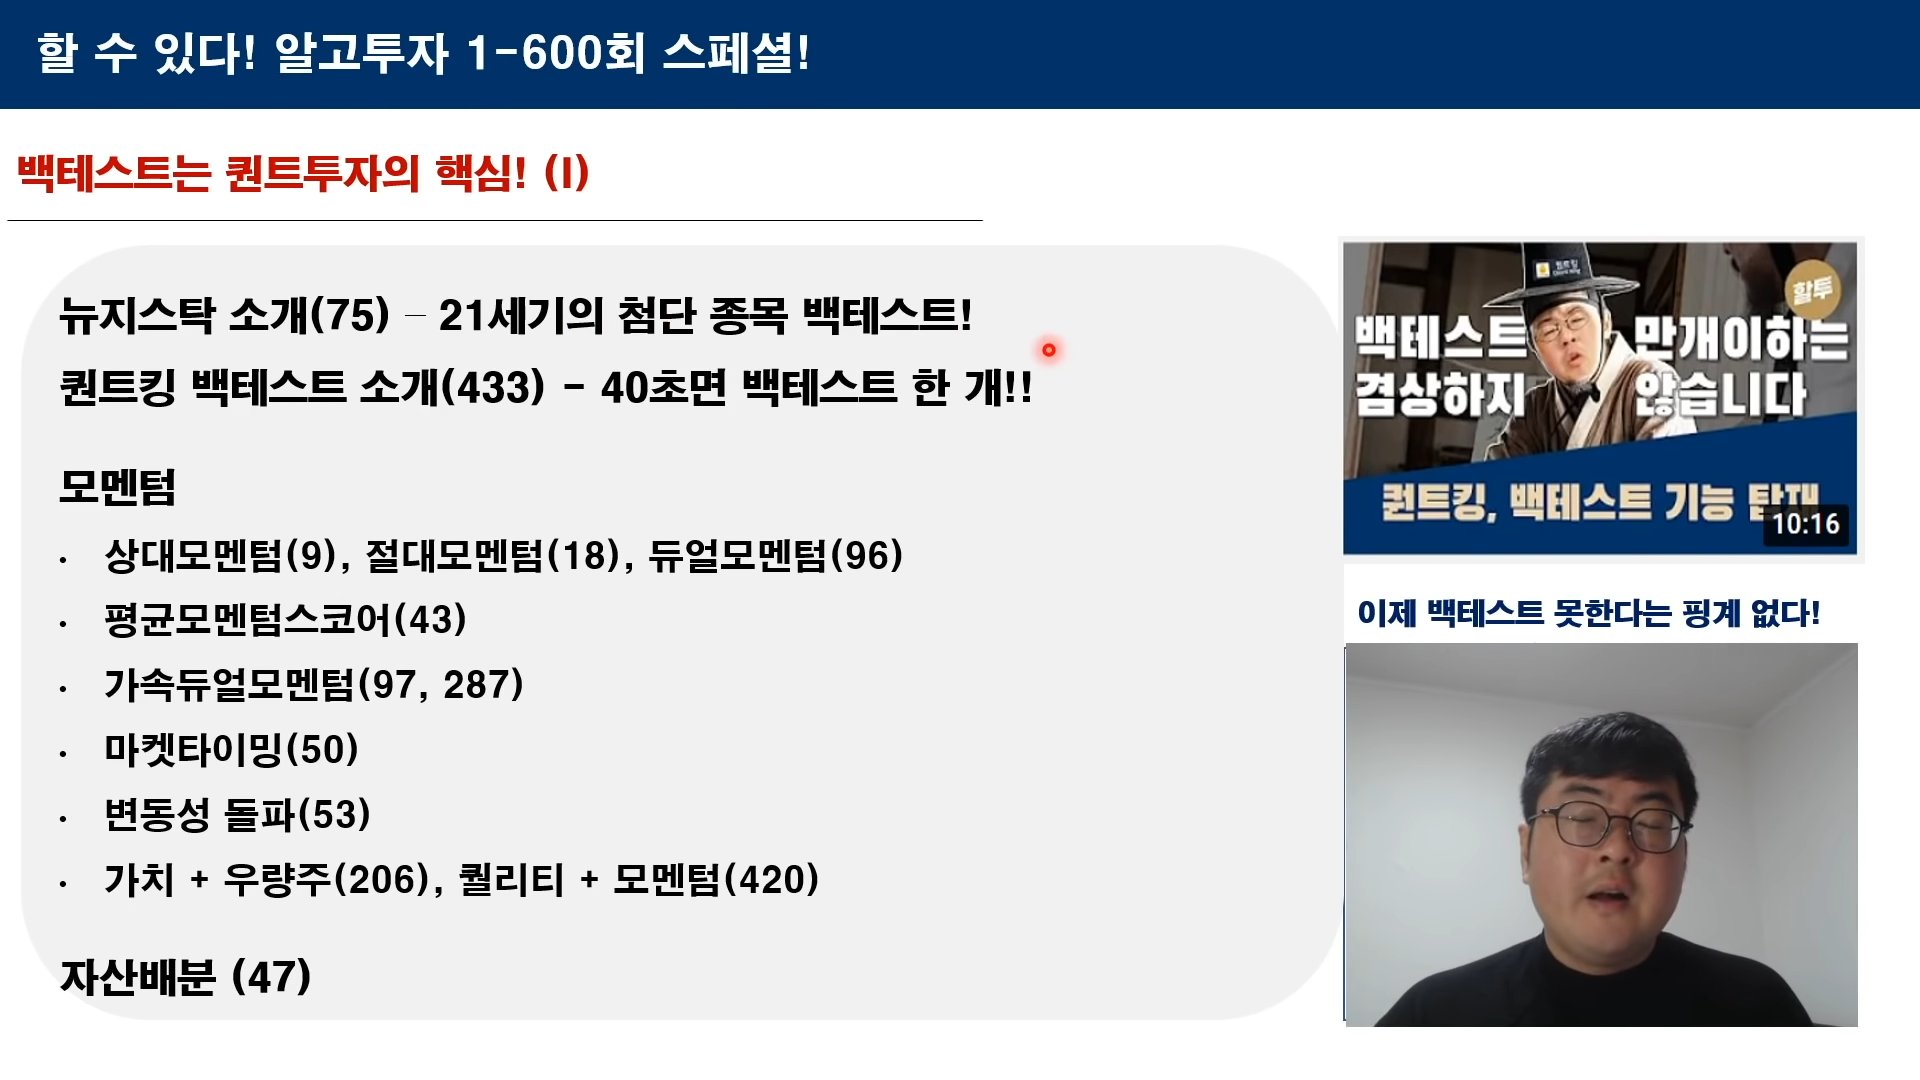 할 수 있다! 알고투자 1-600회 스페셜!
백테스트는 퀀트투자의 핵심! (I)
뉴지스탁 소개(75) – 21세기의 첨단 종목 백테스트!
퀀트킹 백테스트 소개(433) - 40초면 백테스트 한 개!!
모멘텀
• 상대모멘텀(9), 절대모멘텀(18), 듀얼모멘텀(96)
• 평균모멘텀스코어(43)
• 가속듀얼모멘텀(97, 287)
• 마켓타이밍(50)
• 변동성 돌파(53)
• 가치 + 우량주(206), 퀄리티 + 모멘텀(420)
자산배분 (47)
퀀트킹
할투
백테스트 만개이하는
겸상하지 않습니다
퀀트킹, 백테스트 기능 탑재
10:16
이제 백테스트 못한다는 핑계 없다!